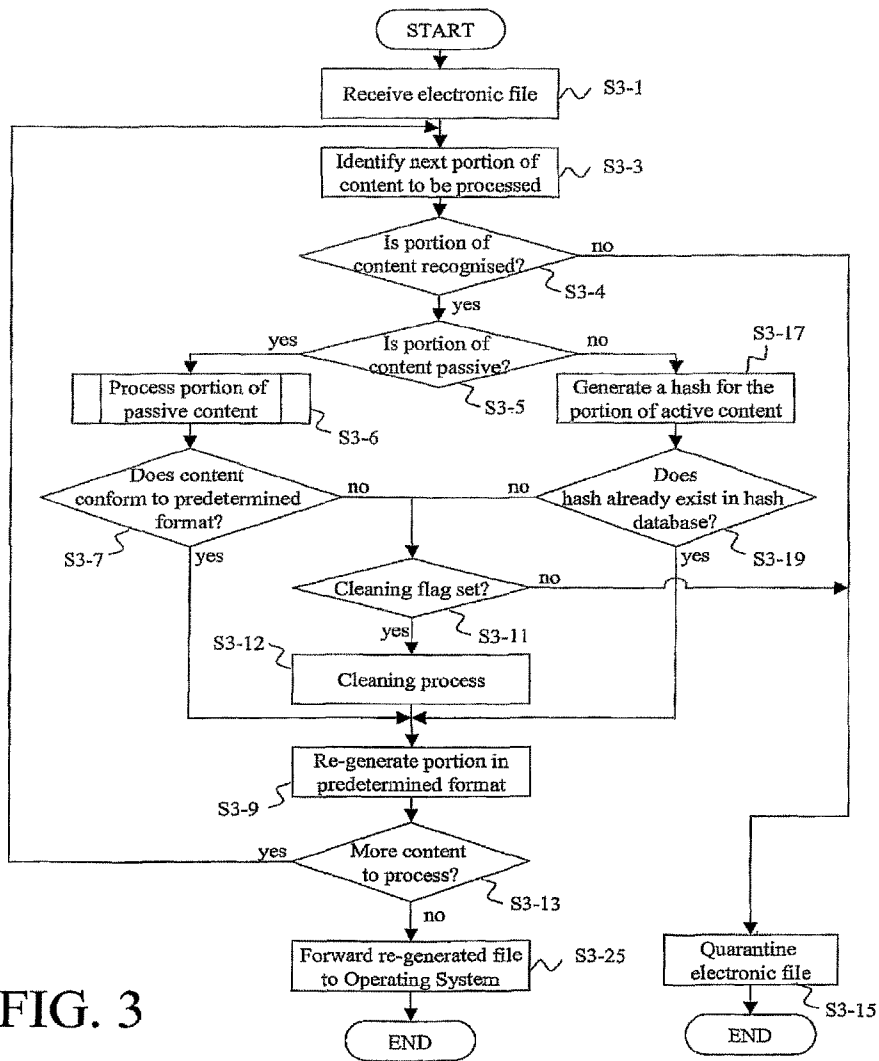 START
Receive electronic file
S3-1
Identify next portion of
content to be processed
S3-3
Is portion of
content recognised?
no
S3-4
yes
Is portion of
content passive?
yes
no
S3-5
S3-17
Process portion of
passive content
S3-6
Generate a hash for the
portion of active content
Does content
conform to predetermined
format?
no
S3-7
yes
Does
hash already exist in hash
database?
no
S3-19
yes
Cleaning flag set?
no
S3-11
yes
S3-12
Cleaning process
Re-generate portion in
predetermined format
S3-9
More content
to process?
yes
S3-13
no
Forward re-generated file
to Operating System
S3-25
END
Quarantine
electronic file
S3-15
END
FIG. 3